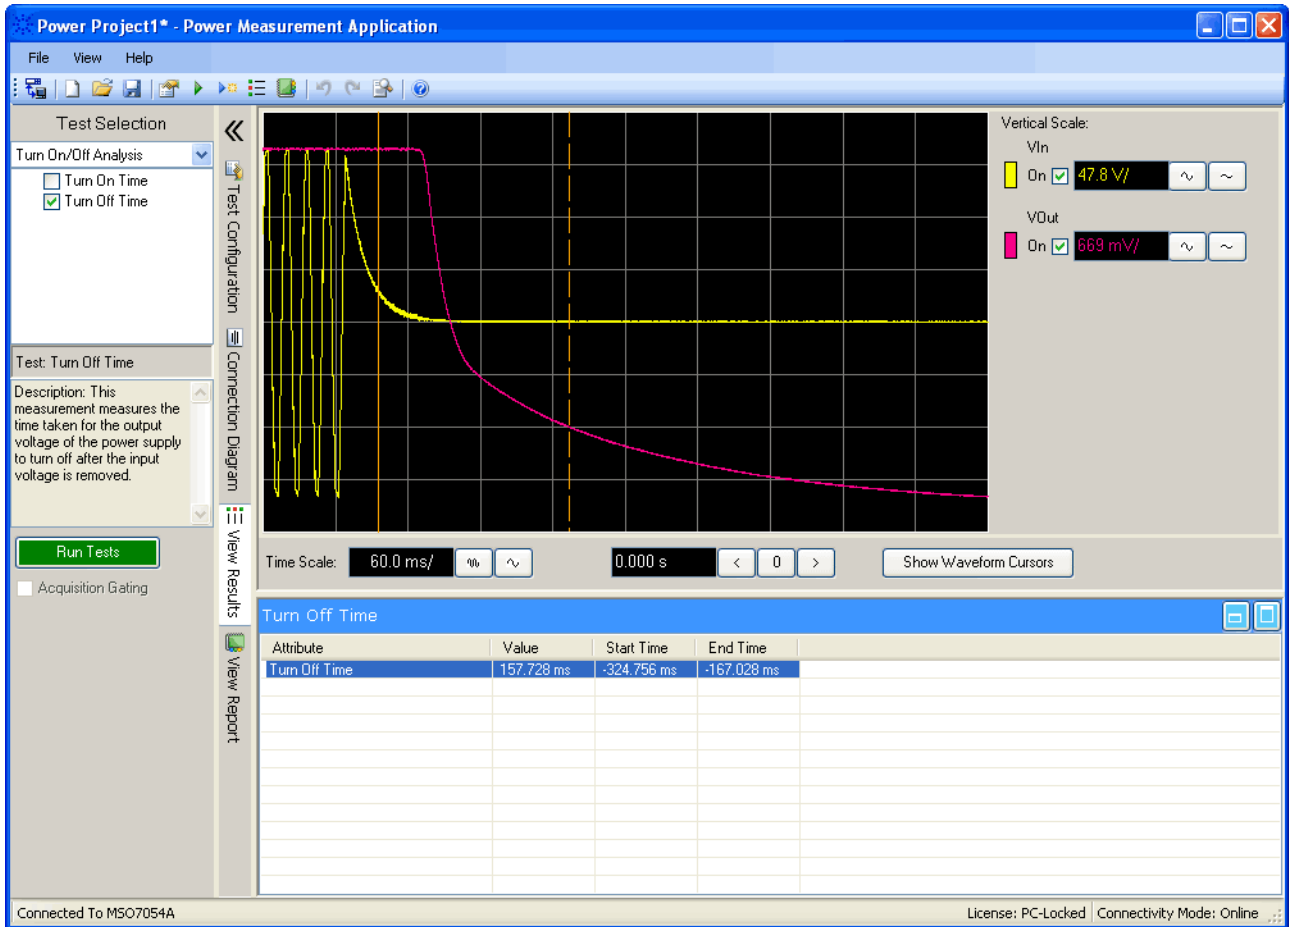 Power Project1* - Power Measurement Application
File View Help
Test Selection
Turn On/Off Analysis
Turn On Time
Turn Off Time
Test: Turn Off Time
Description: This
measurement measures the
time taken for the output
voltage of the power supply
to turn off after the input
voltage is removed.
Run Tests
Acquisition Gating
Test Configuration
Connection Diagram
View Results
View Report
Vertical Scale:
VIn
On 47.8 V/
VOut
On 669 mV/
Time Scale: 60.0 ms/ 0.000 s < 0 > Show Waveform Cursors
Turn Off Time
Attribute Value Start Time End Time
Turn Off Time 157.728 ms -324.756 ms -167.028 ms
Connected To MSO7054A
License: PC-Locked Connectivity Mode: Online